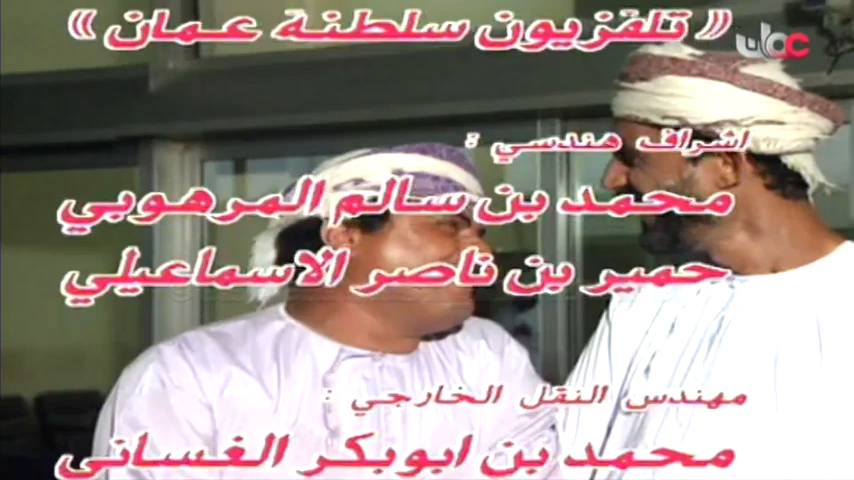 « تلفزيون سلطنة عمان »
اشراف هندسي :
محمد بن سالم المرهوبي
حمير بن ناصر الاسماعيلي
مهندس النقل الخارجي :
محمد بن ابوبكر الغساني